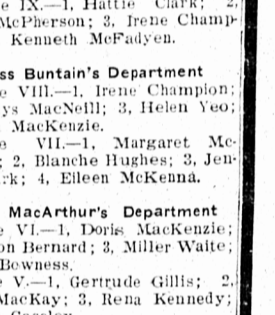 e IX.—1, Hattie Clark; 2,
McPherson; 3, Irene Champ-
Kenneth McFadyen.
ss Buntain's Department
e VIII.—1, Irene Champion;
ys MacNeill; 3, Helen Yeo;
MacKenzie.
e VII.—1, Margaret Mc-
; 2, Blanche Hughes; 3, Jen-
rk; 4, Eileen McKenna.
MacArthur's Department
e VI.—1, Doris MacKenzie;
on Bernard; 3, Miller Waite;
Bowness.
e V.—1, Gertrude Gillis; 2,
MacKay; 3, Rena Kennedy;